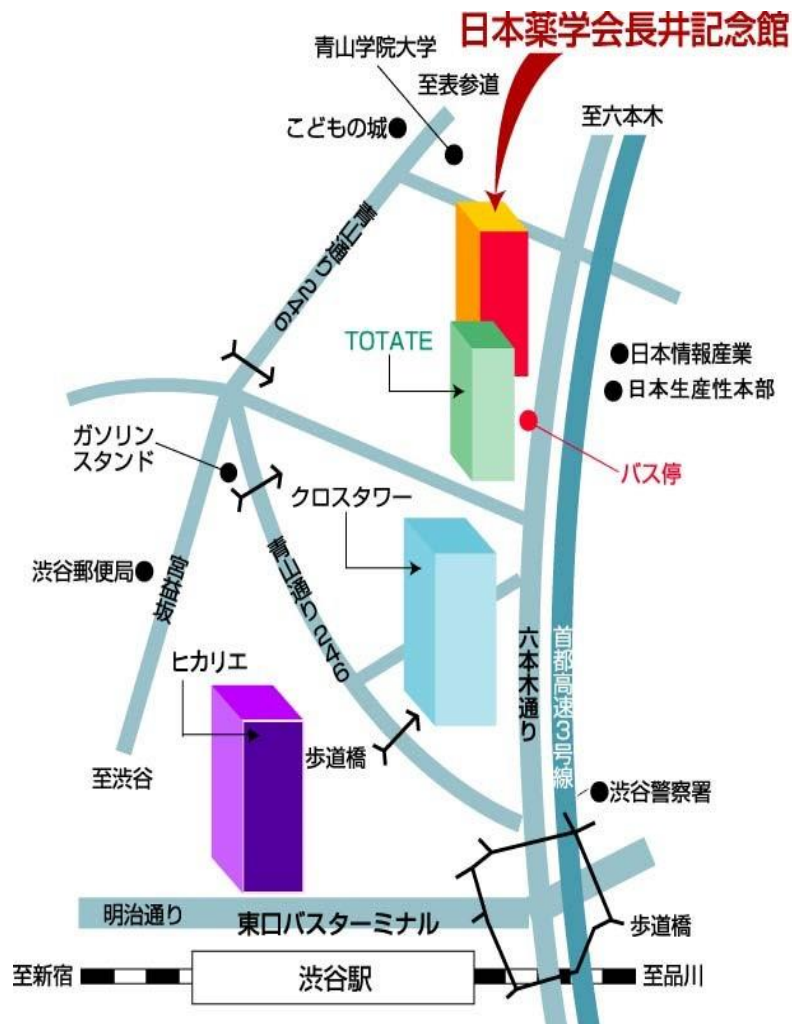 日本薬学会長井記念館
青山学院大学
至表参道
こどもの城
至六本木
青山通り246
TOTATE
日本情報産業
日本生産性本部
ガソリン
スタンド
バス停
クロスタワー
渋谷郵便局
宮益坂
青山通り246
六本木通り
首都高速3号線
ヒカリエ
歩道橋
至渋谷
渋谷警察署
明治通り
東口バスターミナル
歩道橋
至新宿
渋谷駅
至品川